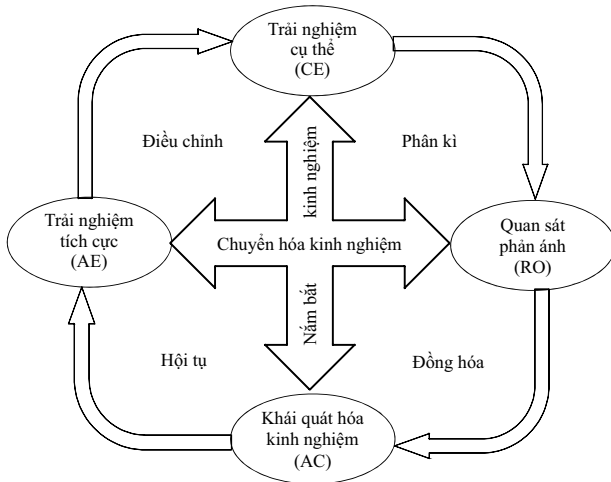 Trải nghiệm
cụ thể
(CE)
Điều chỉnh
Phân kì
kinh nghiệm
Trải nghiệm
tích cực
(AE)
Chuyển hóa kinh nghiệm
Quan sát
phản ánh
(RO)
Nắm bắt
Hội tụ
Đồng hóa
Khái quát hóa
kinh nghiệm
(AC)